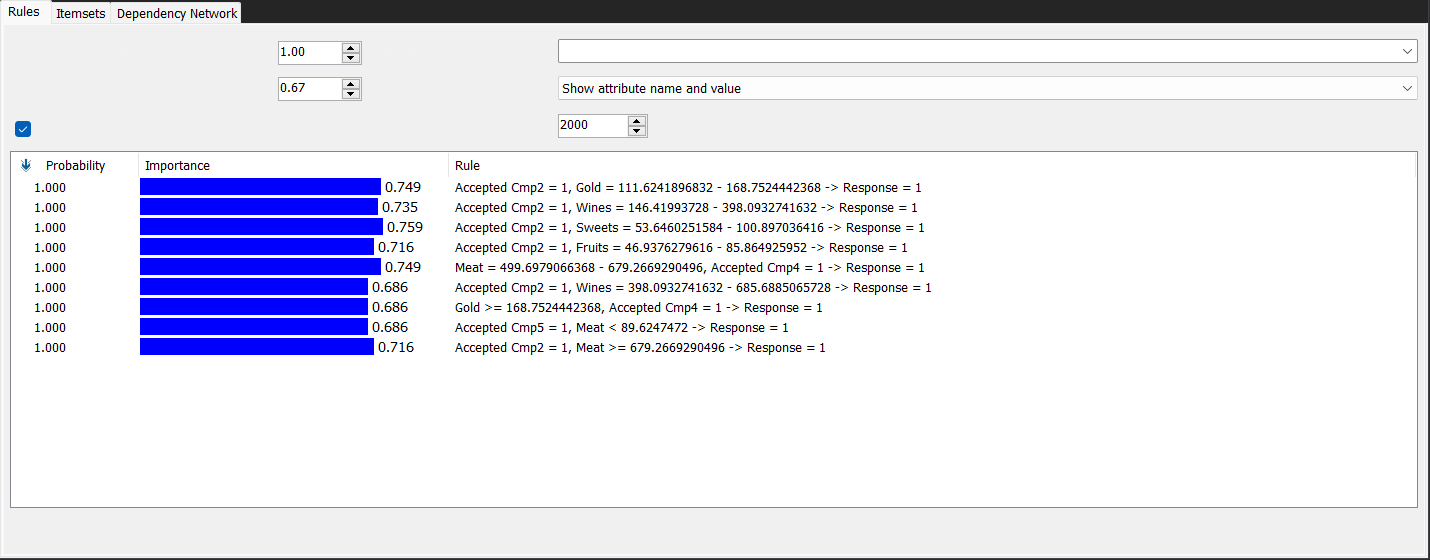 Rules Itemsets Dependency Network
1.00
0.67 Show attribute name and value
2000
Probability Importance Rule
1.000 0.749 Accepted Cmp2 = 1, Gold = 111.6241896832 - 168.7524442368 -> Response = 1
1.000 0.735 Accepted Cmp2 = 1, Wines = 146.41993728 - 398.0932741632 -> Response = 1
1.000 0.759 Accepted Cmp2 = 1, Sweets = 53.6460251584 - 100.897036416 -> Response = 1
1.000 0.716 Accepted Cmp2 = 1, Fruits = 46.9376279616 - 85.864925952 -> Response = 1
1.000 0.749 Meat = 499.6979066368 - 679.2669290496, Accepted Cmp4 = 1 -> Response = 1
1.000 0.686 Accepted Cmp2 = 1, Wines = 398.0932741632 - 685.6885065728 -> Response = 1
1.000 0.686 Gold >= 168.7524442368, Accepted Cmp4 = 1 -> Response = 1
1.000 0.686 Accepted Cmp5 = 1, Meat < 89.6247472 -> Response = 1
1.000 0.716 Accepted Cmp2 = 1, Meat >= 679.2669290496 -> Response = 1